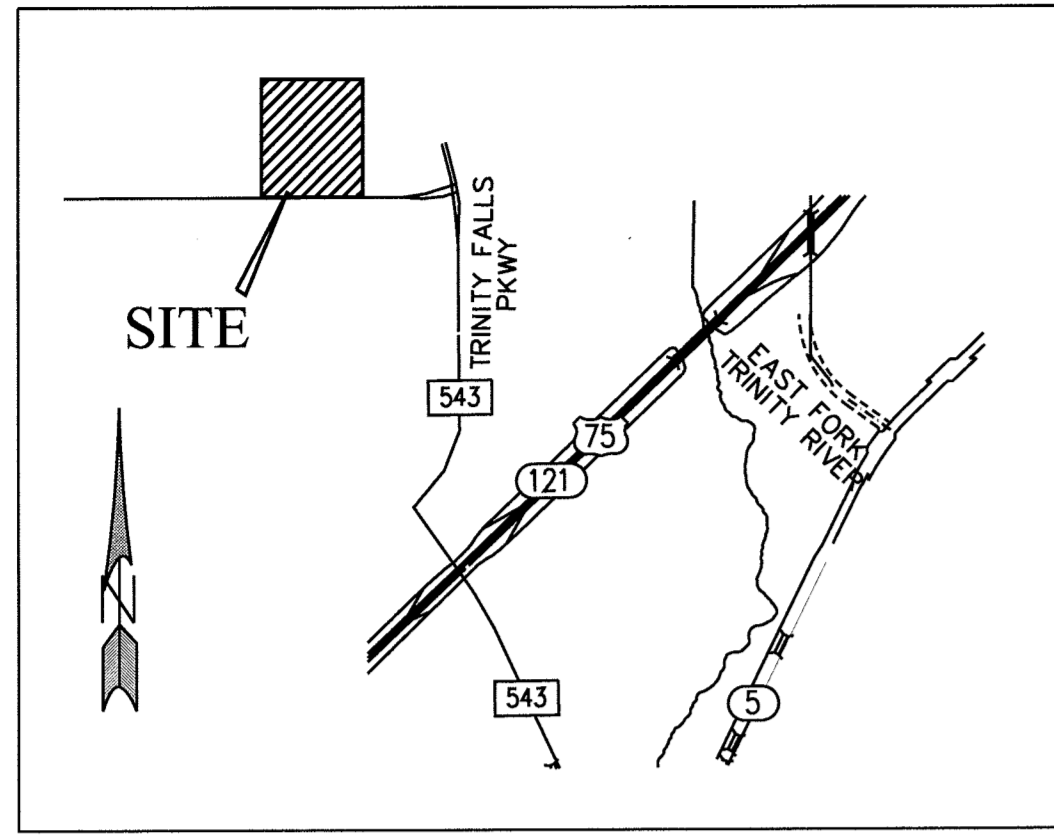 TRINITY FALLS
PKWY
SITE
543
75
121
EAST FORK
TRINITY RIVER
N
543
5